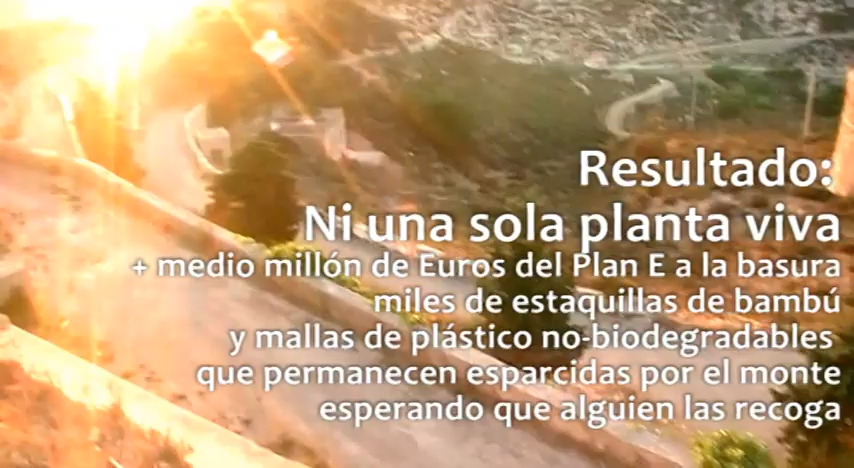 Resultado:
Ni una sola planta viva
+ medio millón de Euros del Plan E a la basura
miles de estaquillas de bambú
y mallas de plástico no-biodegradables
que permanecen esparcidas por el monte
esperando que alguien las recoga